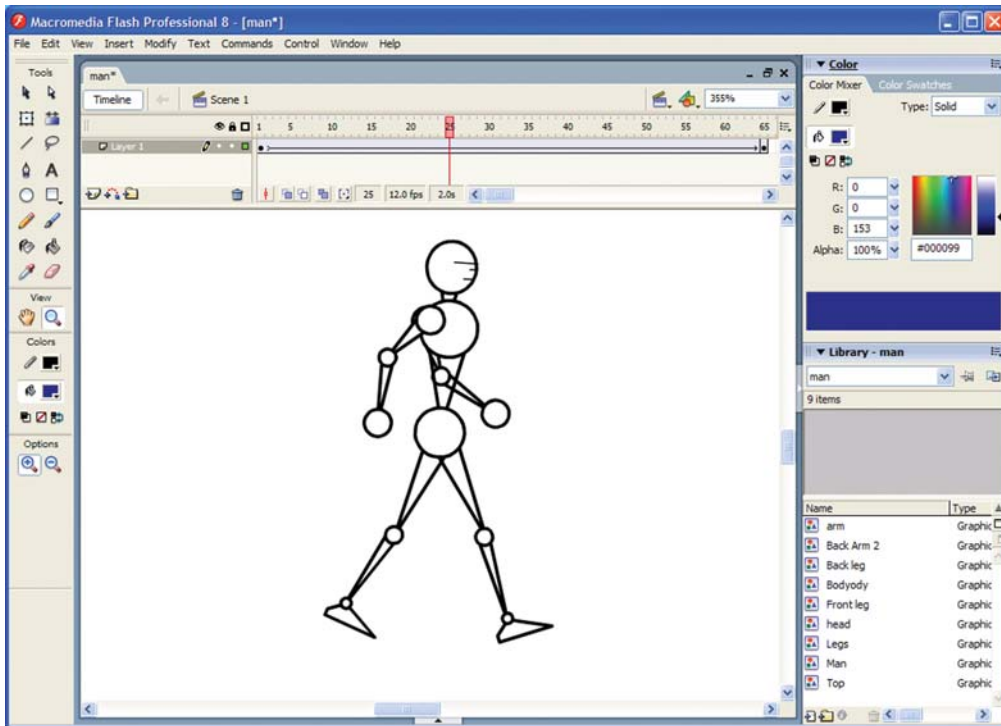 Macromedia Flash Professional 8 - [man*]
File Edit View Insert Modify Text Commands Control Window Help
Tools
View
Colors
Options
man*
Timeline
Scene 1
355%
1 5 10 15 20 25 30 35 40 45 50 55 60 65
Layer 1
25 12.0 fps 2.0s
Color
Color Mixer Color Swatches
Type: Solid
R: 0
G: 0
B: 153
Alpha: 100% #000099
Library - man
man
9 items
Name Type
arm Graphic
Back Arm 2 Graphic
Back leg Graphic
Bodyody Graphic
Front leg Graphic
head Graphic
Legs Graphic
Man Graphic
Top Graphic